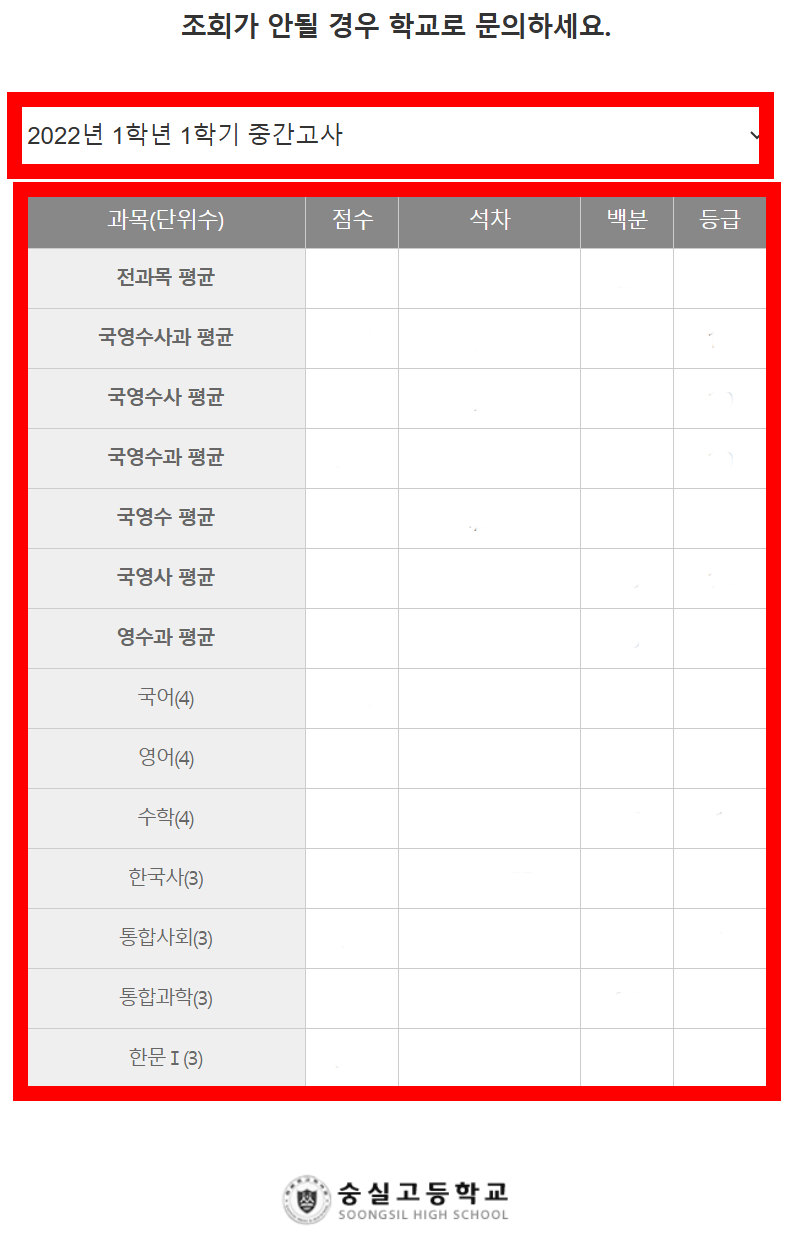 조회가 안될 경우 학교로 문의하세요.
2022년 1학년 1학기 중간고사
과목(단위수) 점수 석차 백분 등급
전과목 평균
국영수사과 평균
국영수사 평균
국영수과 평균
국영수 평균
국영사 평균
영수과 평균
국어(4)
영어(4)
수학(4)
한국사(3)
통합사회(3)
통합과학(3)
한문Ⅰ(3)
숭실고등학교
SOONGSIL HIGH SCHOOL